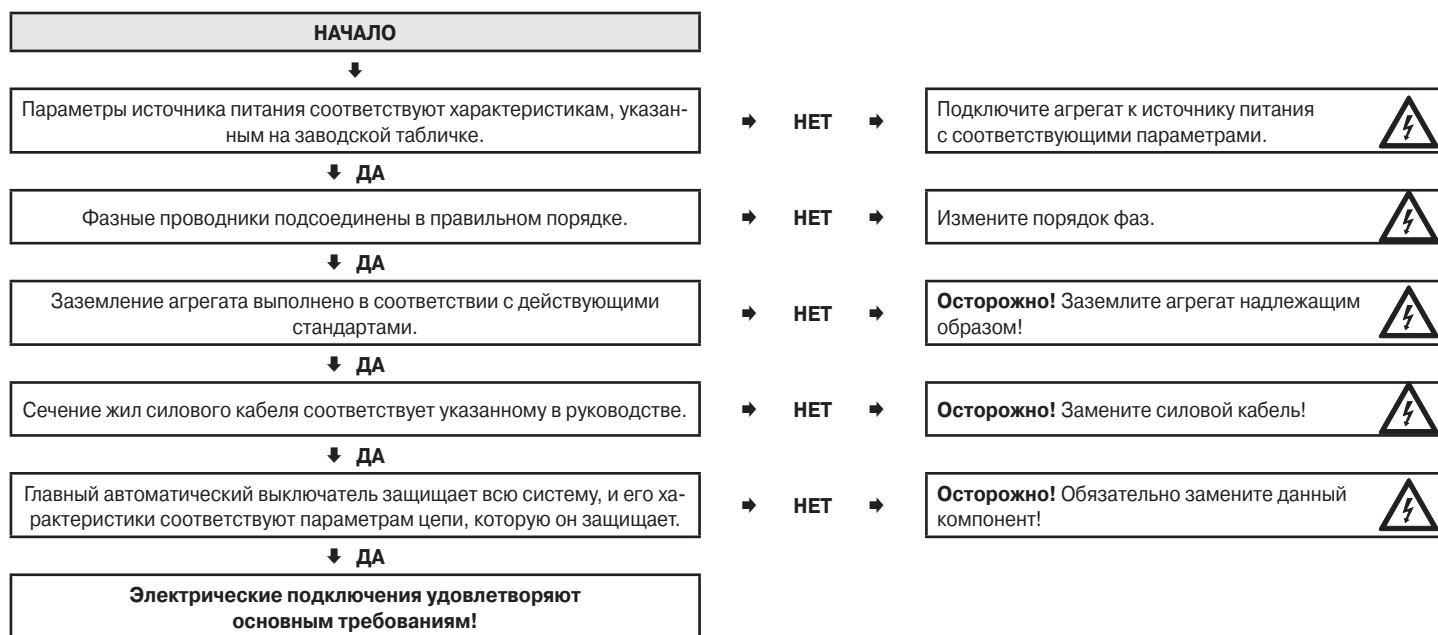 НАЧАЛО
Параметры источника питания соответствуют характеристикам, указан-
ным на заводской табличке.
НЕТ
Подключите агрегат к источнику питания
с соответствующими параметрами.
ДА
Фазные проводники подсоединены в правильном порядке.
НЕТ
Измените порядок фаз.
ДА
Заземление агрегата выполнено в соответствии с действующими
стандартами.
НЕТ
Осторожно! Заземлите агрегат надлежащим
образом!
ДА
Сечение жил силового кабеля соответствует указанному в руководстве.
НЕТ
Осторожно! Замените силовой кабель!
ДА
Главный автоматический выключатель защищает всю систему, и его ха-
рактеристики соответствуют параметрам цепи, которую он защищает.
НЕТ
Осторожно! Обязательно замените данный
компонент!
ДА
Электрические подключения удовлетворяют
основным требованиям!